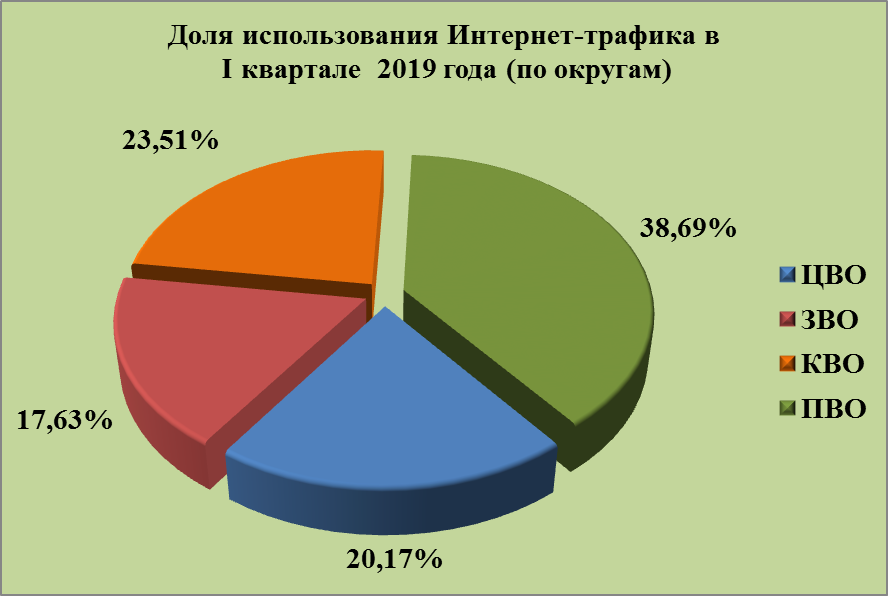 Доля использования Интернет-трафика в
I квартале 2019 года (по округам)
23,51%
38,69%
ЦВО
ЗВО
КВО
ПВО
17,63%
20,17%